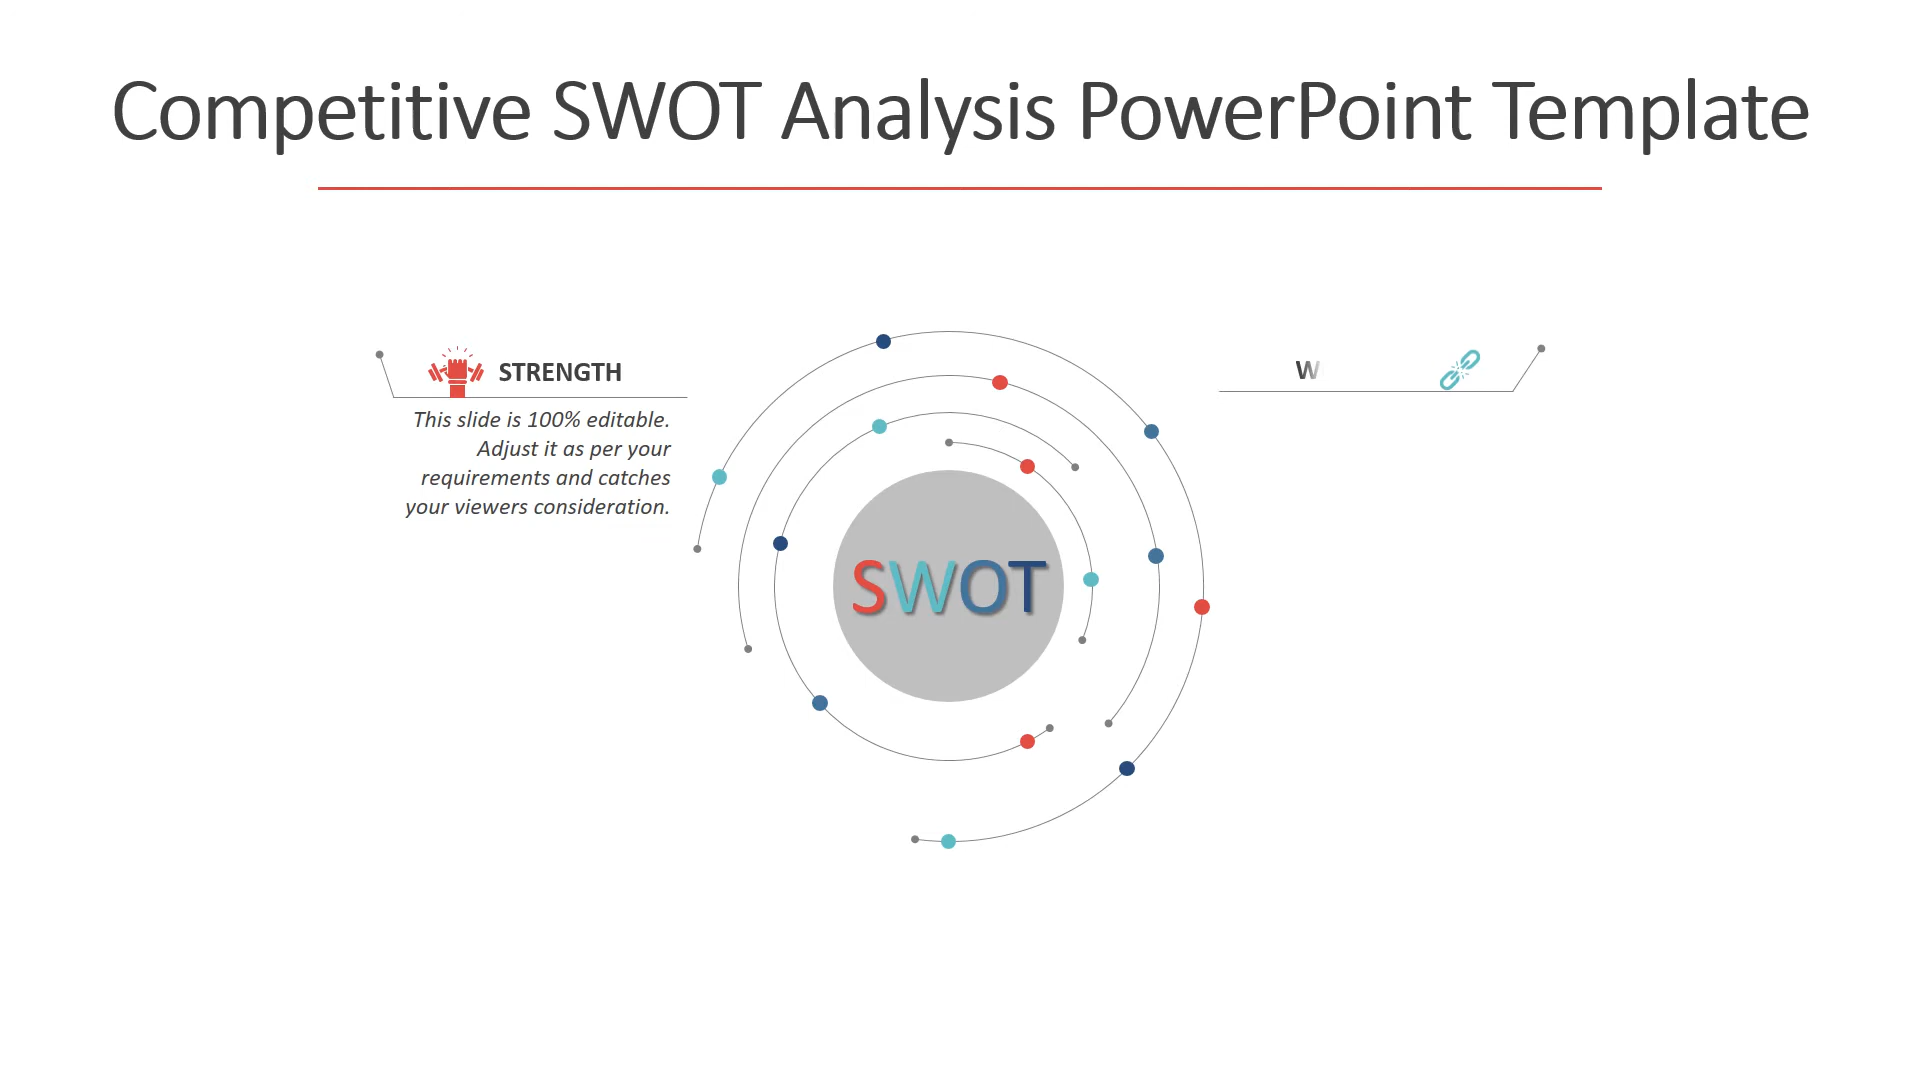 Competitive SWOT Analysis PowerPoint Template
STRENGTH
This slide is 100% editable.
Adjust it as per your
requirements and catches
your viewers consideration.
W
SWOT